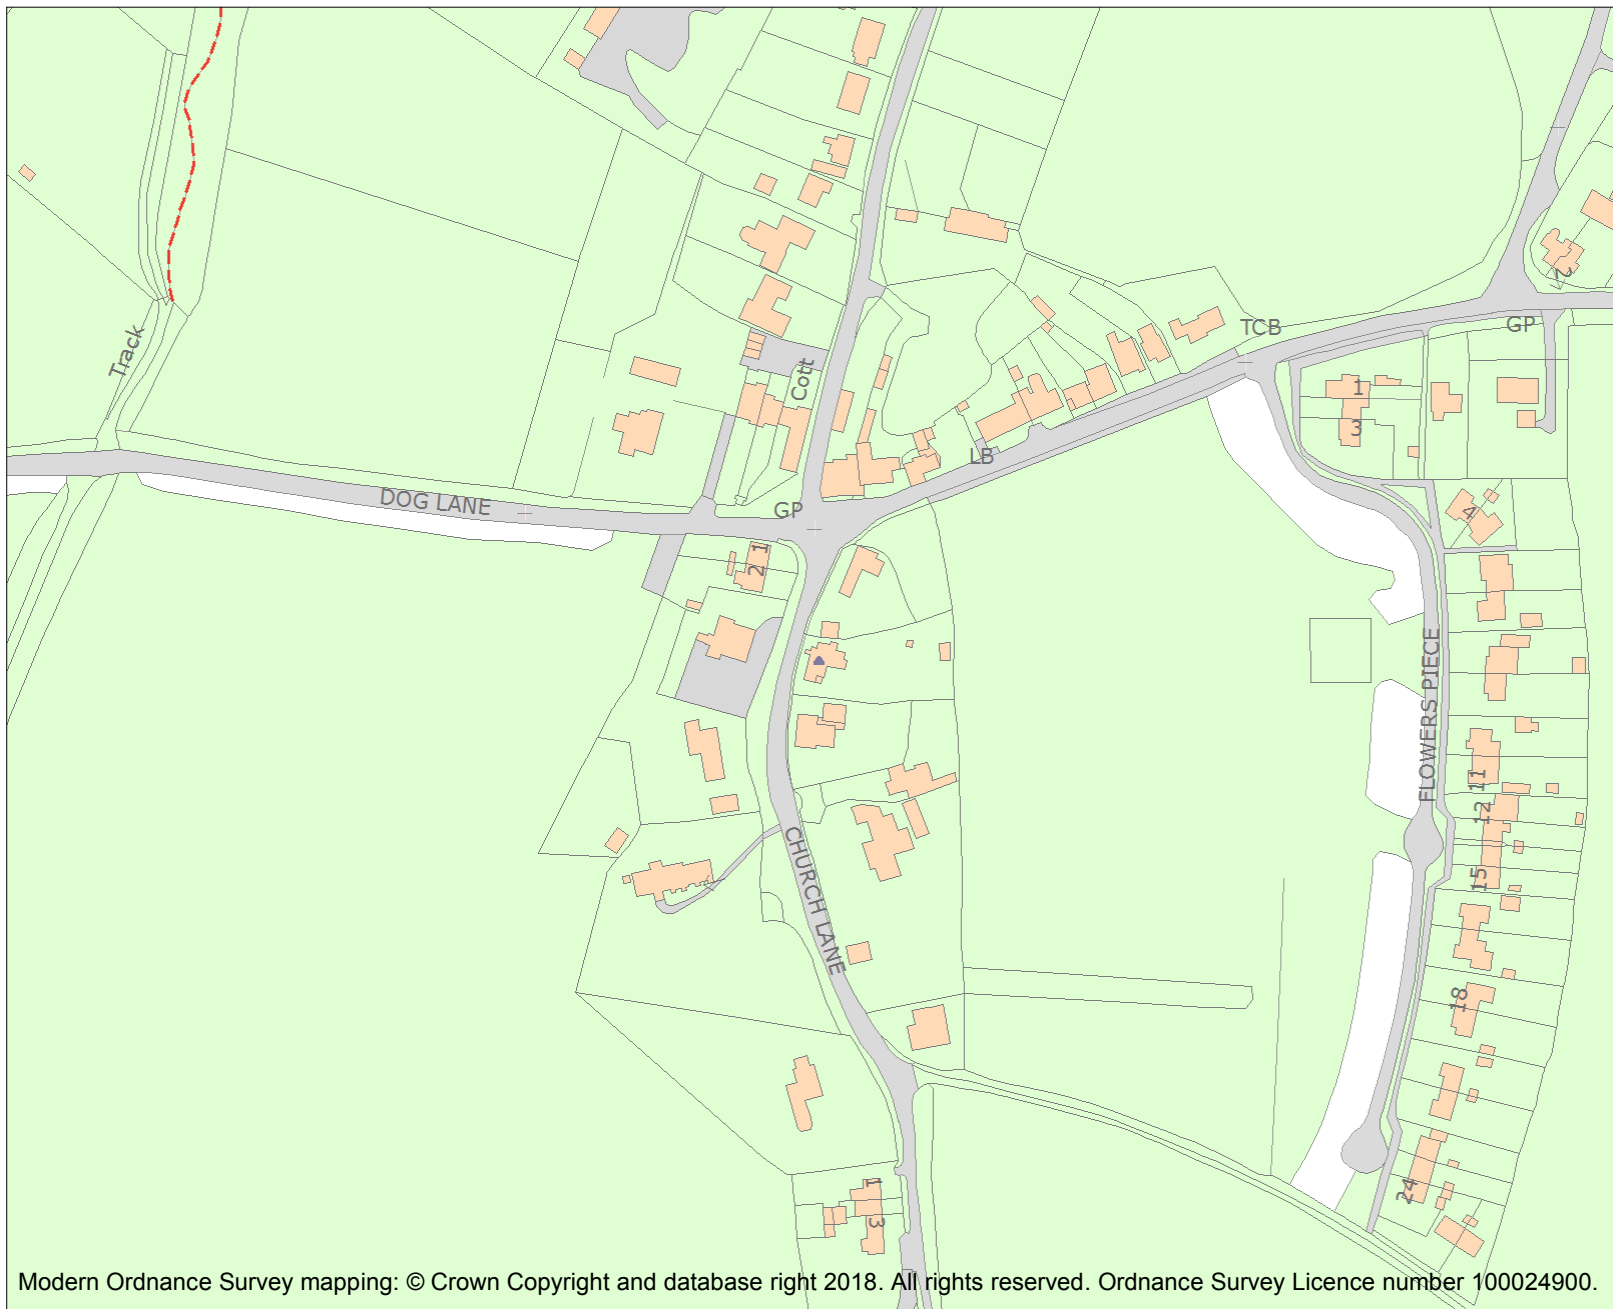 Track
Cott
TCB
GP
2
1
3
DOG LANE
GP
LB
4
2 1
FLOWERS PIECE
11
12
15
CHURCH LANE
18
24
1
3
Modern Ordnance Survey mapping: © Crown Copyright and database right 2018. All rights reserved. Ordnance Survey Licence number 100024900.